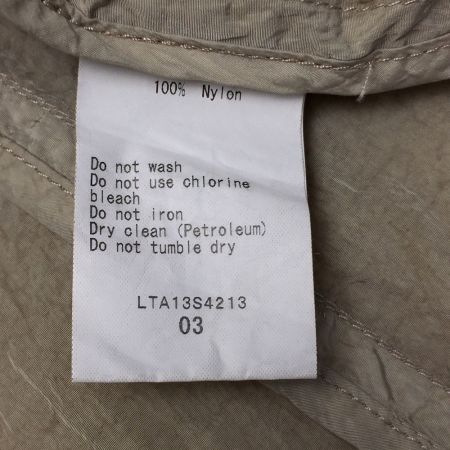 100% Nylon
Do not wash
Do not use chlorine
bleach
Do not iron
Dry clean (Petroleum)
Do not tumble dry
LTA13S4213
03